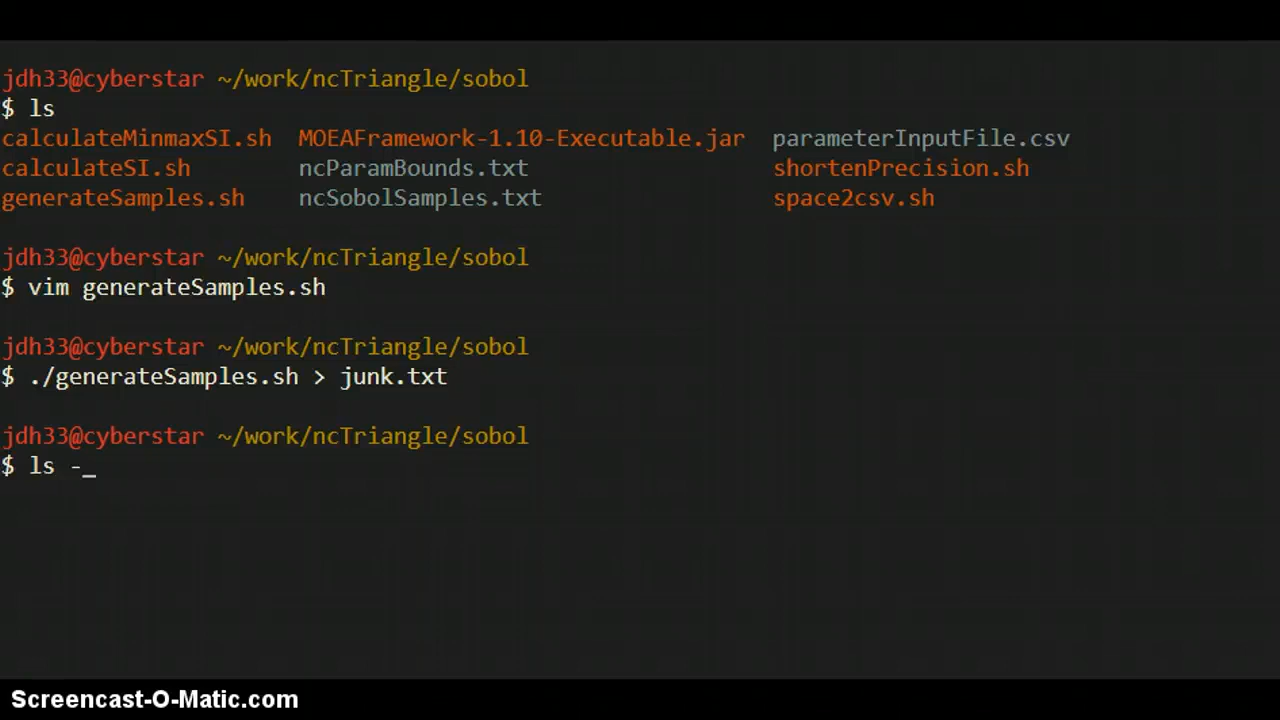 jdh33@cyberstar ~/work/ncTriangle/sobol
$ ls
calculateMinmaxSI.sh  MOEAFramework-1.10-Executable.jar  parameterInputFile.csv
calculateSI.sh        ncParamBounds.txt                  shortenPrecision.sh
generateSamples.sh    ncSobolSamples.txt                 space2csv.sh
jdh33@cyberstar ~/work/ncTriangle/sobol
$ vim generateSamples.sh
jdh33@cyberstar ~/work/ncTriangle/sobol
$ ./generateSamples.sh > junk.txt
jdh33@cyberstar ~/work/ncTriangle/sobol
$ ls -_
Screencast-O-Matic.com